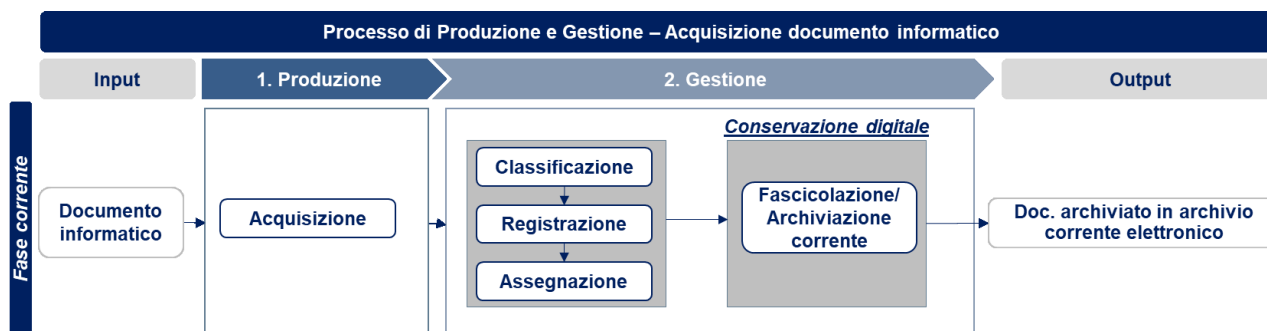 Processo di Produzione e Gestione – Acquisizione documento informatico
Input
1. Produzione
2. Gestione
Output
Fase corrente
Documento
informatico
Acquisizione
Classificazione
Registrazione
Assegnazione
Conservazione digitale
Fascicolazione/
Archiviazione
corrente
Doc. archiviato in archivio
corrente elettronico